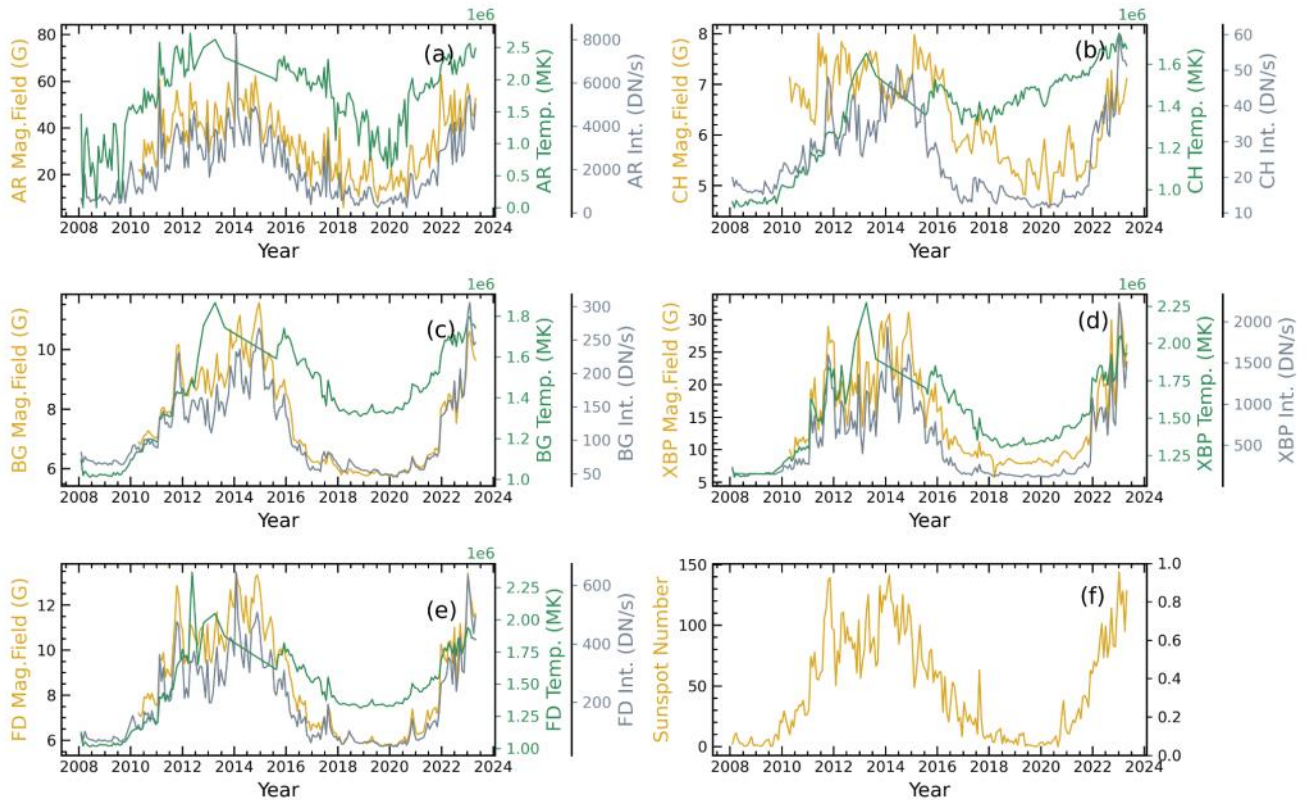 1e6
(a)
80
60
40
20
AR Mag.Field (G)
2.5
2.0
1.5
1.0
0.5
0.0
AR Temp. (MK)
8000
6000
4000
2000
0
AR Int. (DN/s)
2008 2010 2012 2014 2016 2018 2020 2022 2024
Year
1e6
(b)
8
7
6
5
CH Mag.Field (G)
1.6
1.4
1.2
1.0
CH Temp. (MK)
60
50
40
30
20
10
CH Int. (DN/s)
2008 2010 2012 2014 2016 2018 2020 2022 2024
Year
1e6
(c)
10
8
6
BG Mag.Field (G)
1.8
1.6
1.4
1.2
1.0
BG Temp. (MK)
300
250
200
150
100
50
BG Int. (DN/s)
2008 2010 2012 2014 2016 2018 2020 2022 2024
Year
1e6
(d)
30
25
20
15
10
5
XBP Mag.Field (G)
2.25
2.00
1.75
1.50
1.25
XBP Temp. (MK)
2000
1500
1000
500
XBP Int. (DN/s)
2008 2010 2012 2014 2016 2018 2020 2022 2024
Year
1e6
(e)
12
10
8
6
FD Mag.Field (G)
2.25
2.00
1.75
1.50
1.25
1.00
FD Temp. (MK)
600
400
200
FD Int. (DN/s)
2008 2010 2012 2014 2016 2018 2020 2022 2024
Year
(f)
150
100
50
0
Sunspot Number
1.0
0.8
0.6
0.4
0.2
0.0
2008 2010 2012 2014 2016 2018 2020 2022 2024
Year